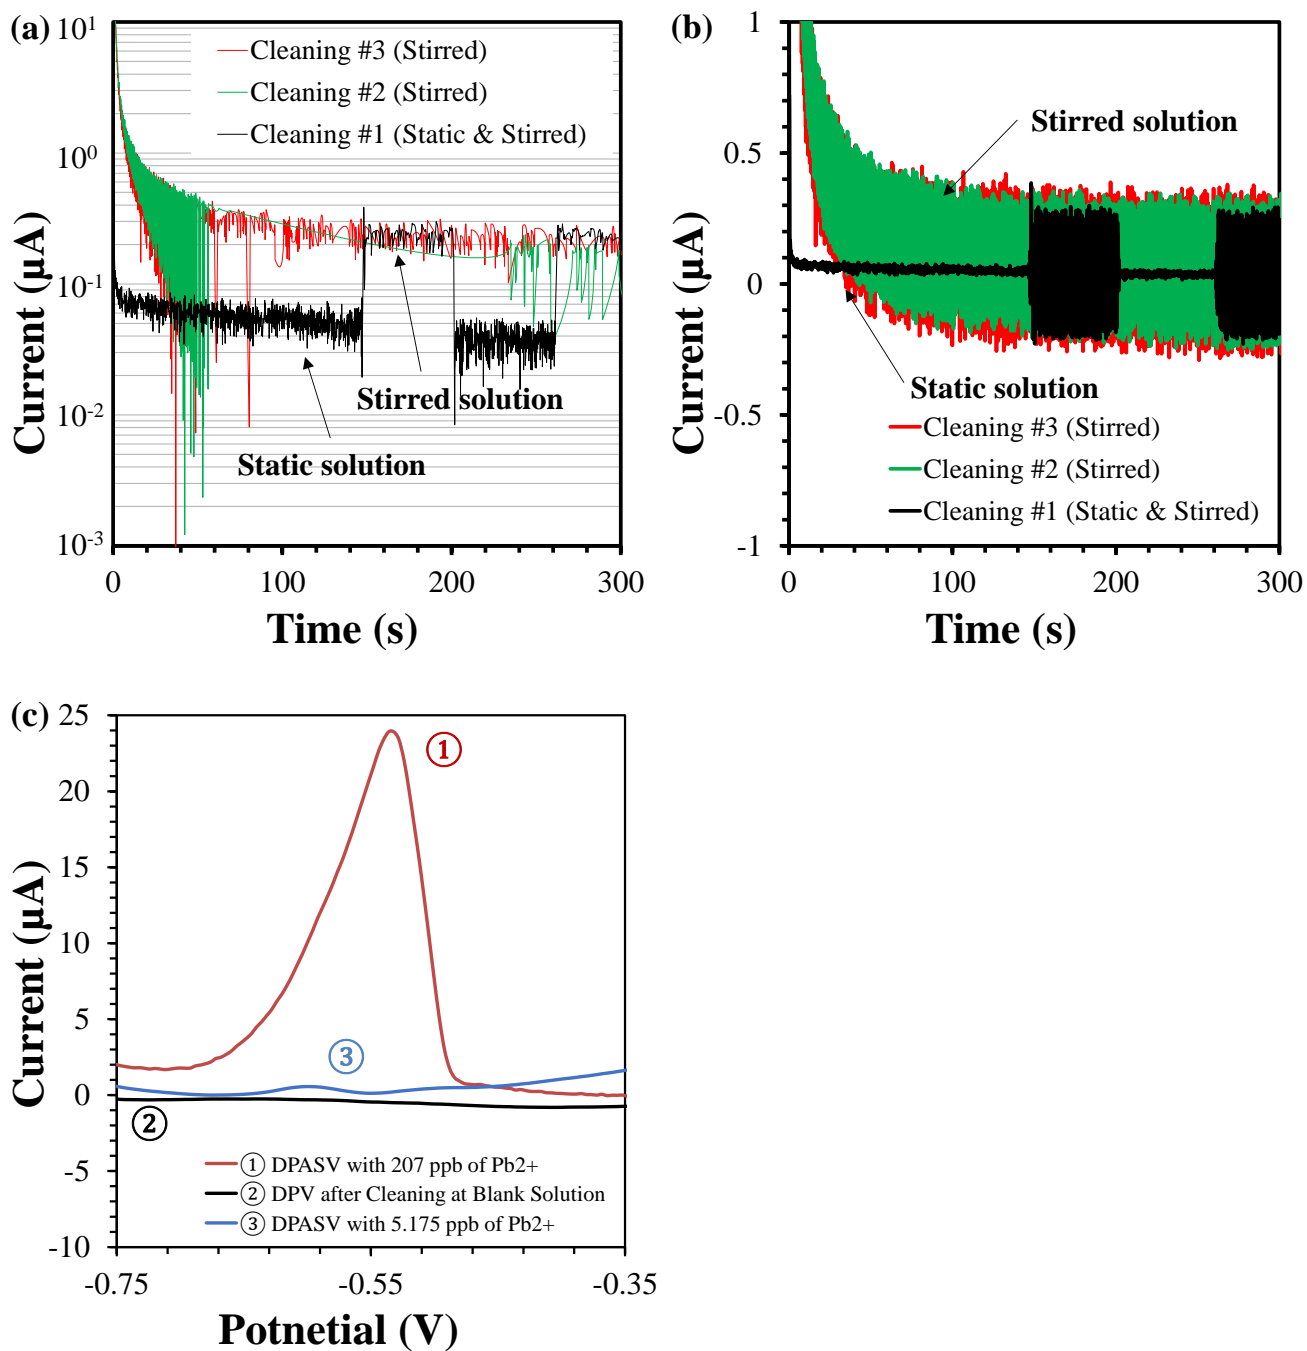 (a)
10^1
10^0
10^-1
10^-2
10^-3
Current (µA)
Cleaning #3 (Stirred)
Cleaning #2 (Stirred)
Cleaning #1 (Static & Stirred)
Stirred solution
Static solution
0 100 200 300
Time (s)
(b)
1
0.5
0
-0.5
-1
Current (µA)
Stirred solution
Static solution
Cleaning #3 (Stirred)
Cleaning #2 (Stirred)
Cleaning #1 (Static & Stirred)
0 100 200 300
Time (s)
(c)
25
20
15
10
5
0
-5
-10
Current (µA)
①
③
②
① DPASV with 207 ppb of Pb2+
② DPV after Cleaning at Blank Solution
③ DPASV with 5.175 ppb of Pb2+
-0.75 -0.55 -0.35
Potnetial (V)